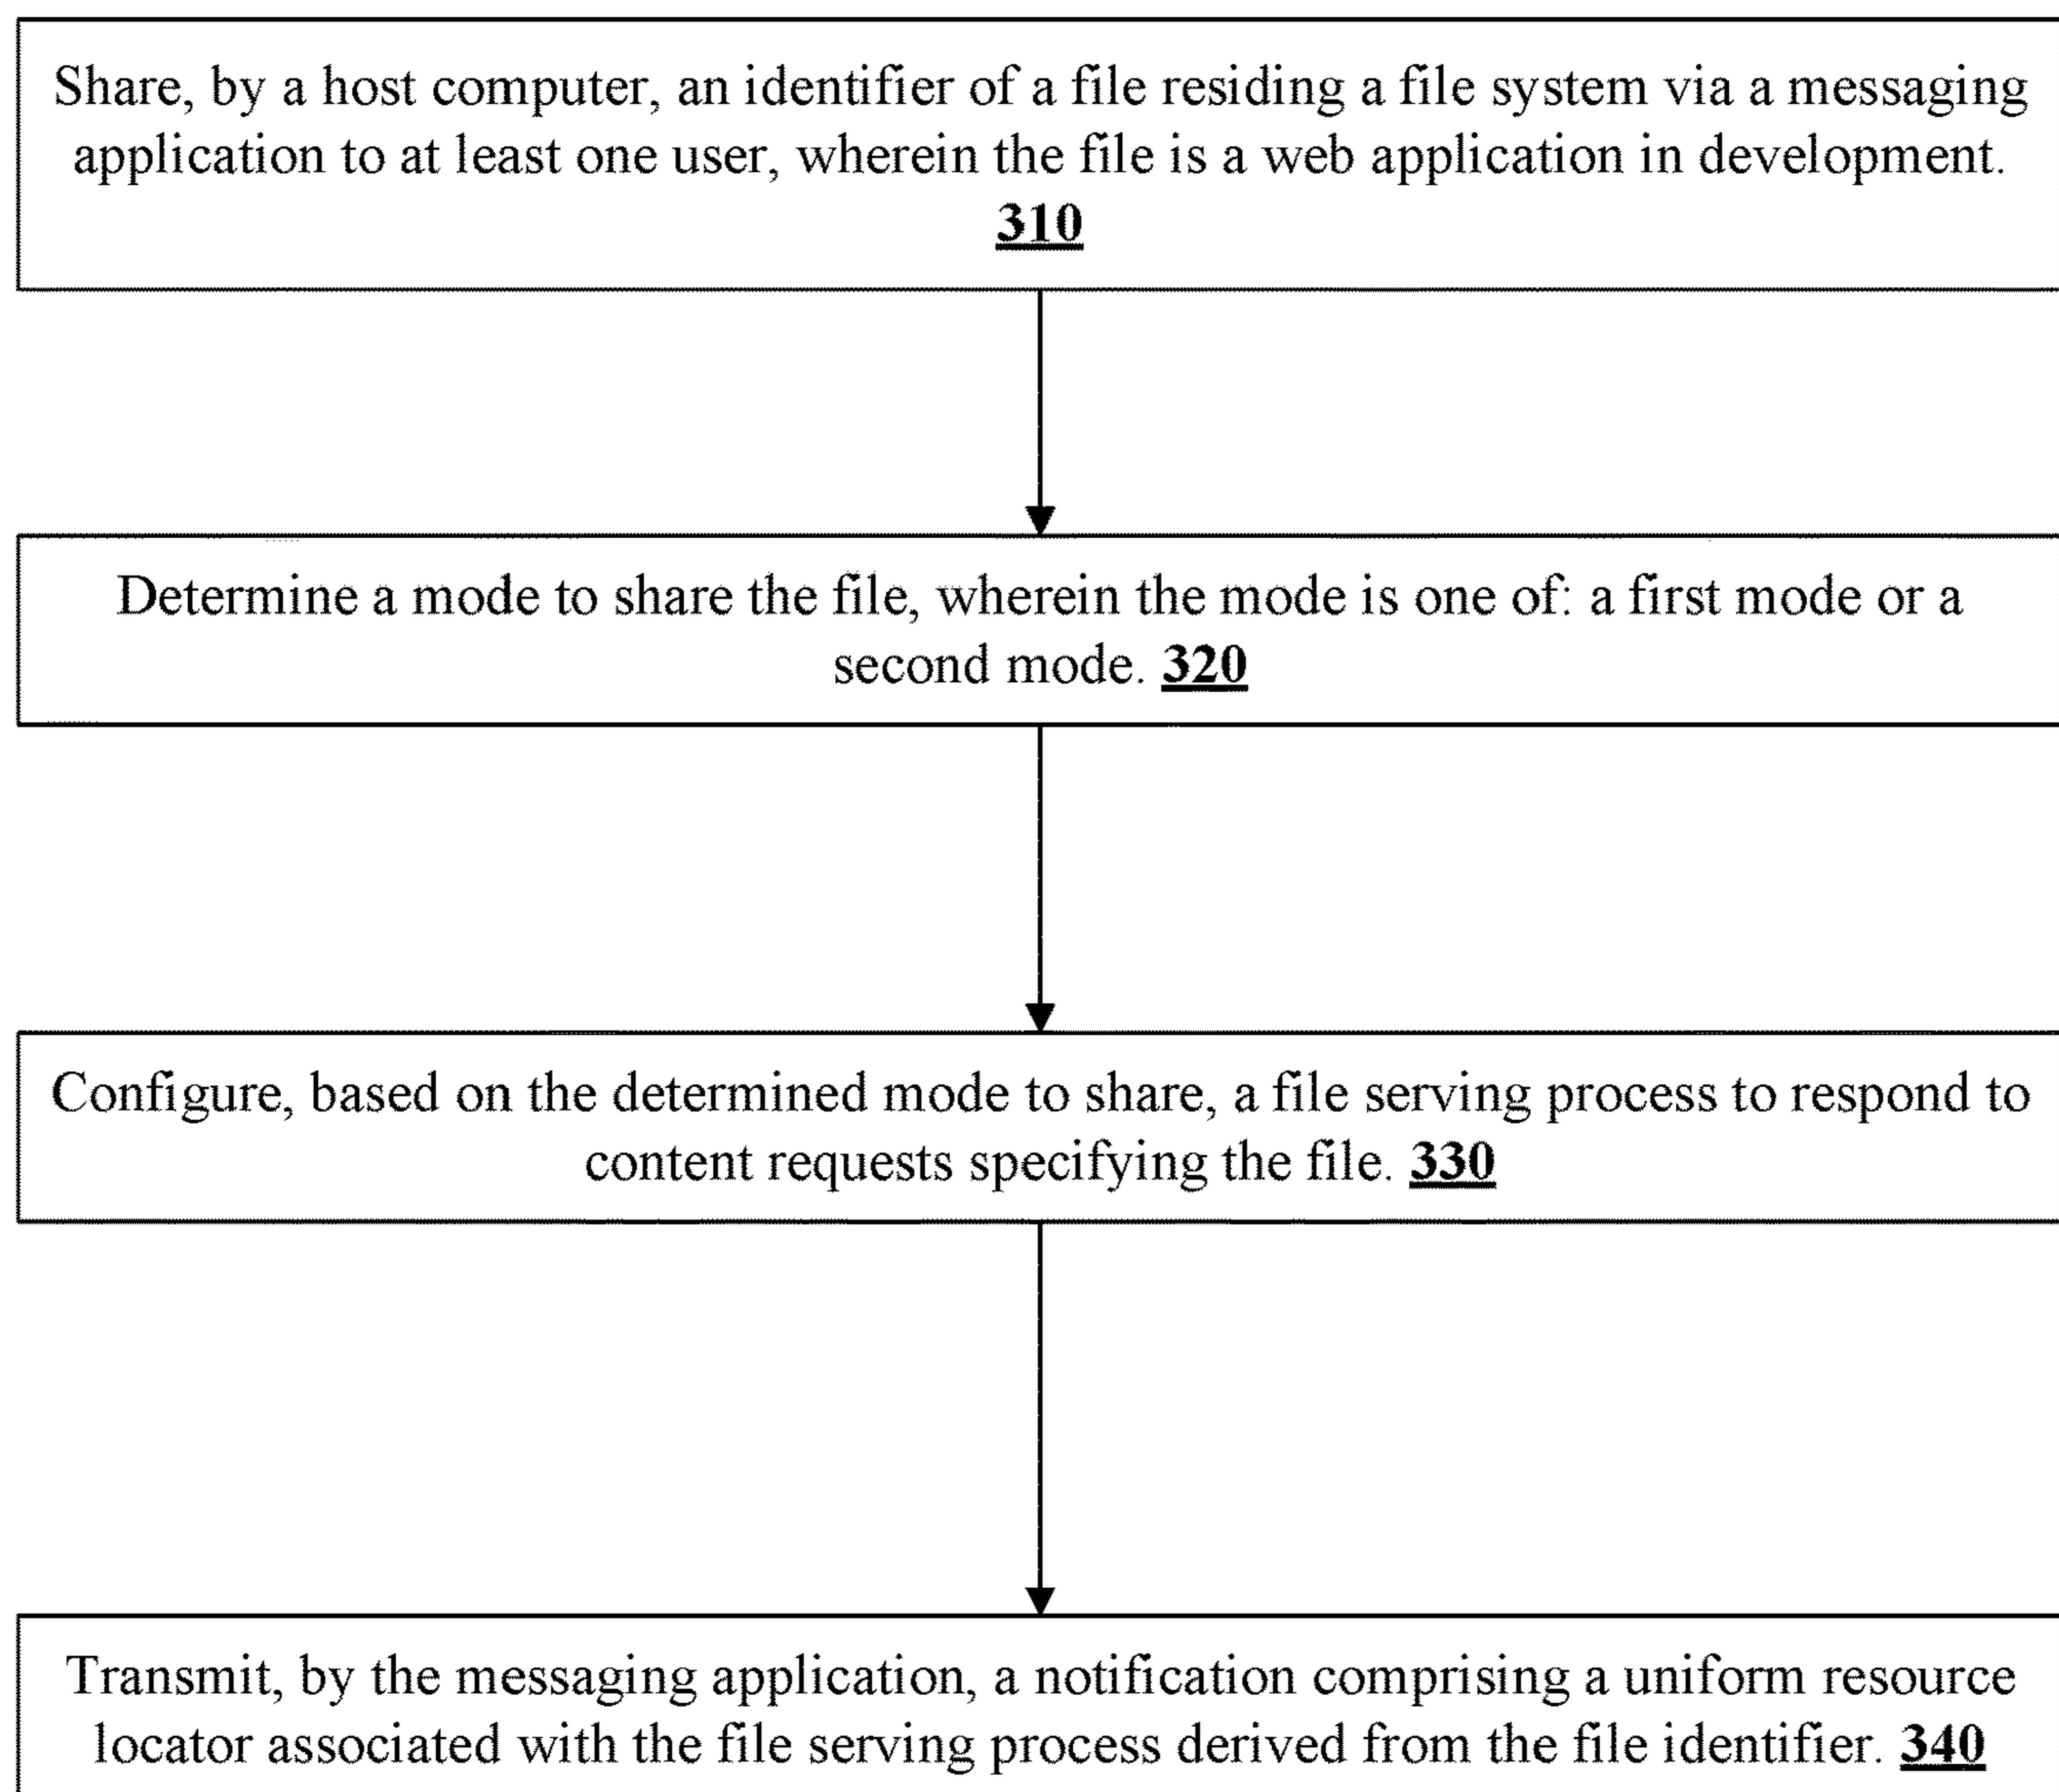 Share, by a host computer, an identifier of a file residing a file system via a messaging
application to at least one user, wherein the file is a web application in development.
310
Determine a mode to share the file, wherein the mode is one of: a first mode or a
second mode. 320
Configure, based on the determined mode to share, a file serving process to respond to
content requests specifying the file. 330
Transmit, by the messaging application, a notification comprising a uniform resource
locator associated with the file serving process derived from the file identifier. 340